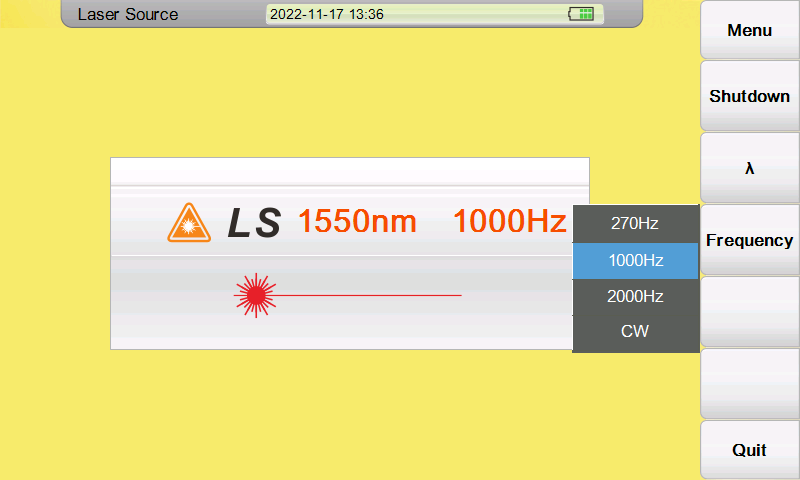 Laser Source
2022-11-17 13:36
Menu
Shutdown
λ
LS 1550nm 1000Hz
270Hz
Frequency
1000Hz
2000Hz
CW
Quit